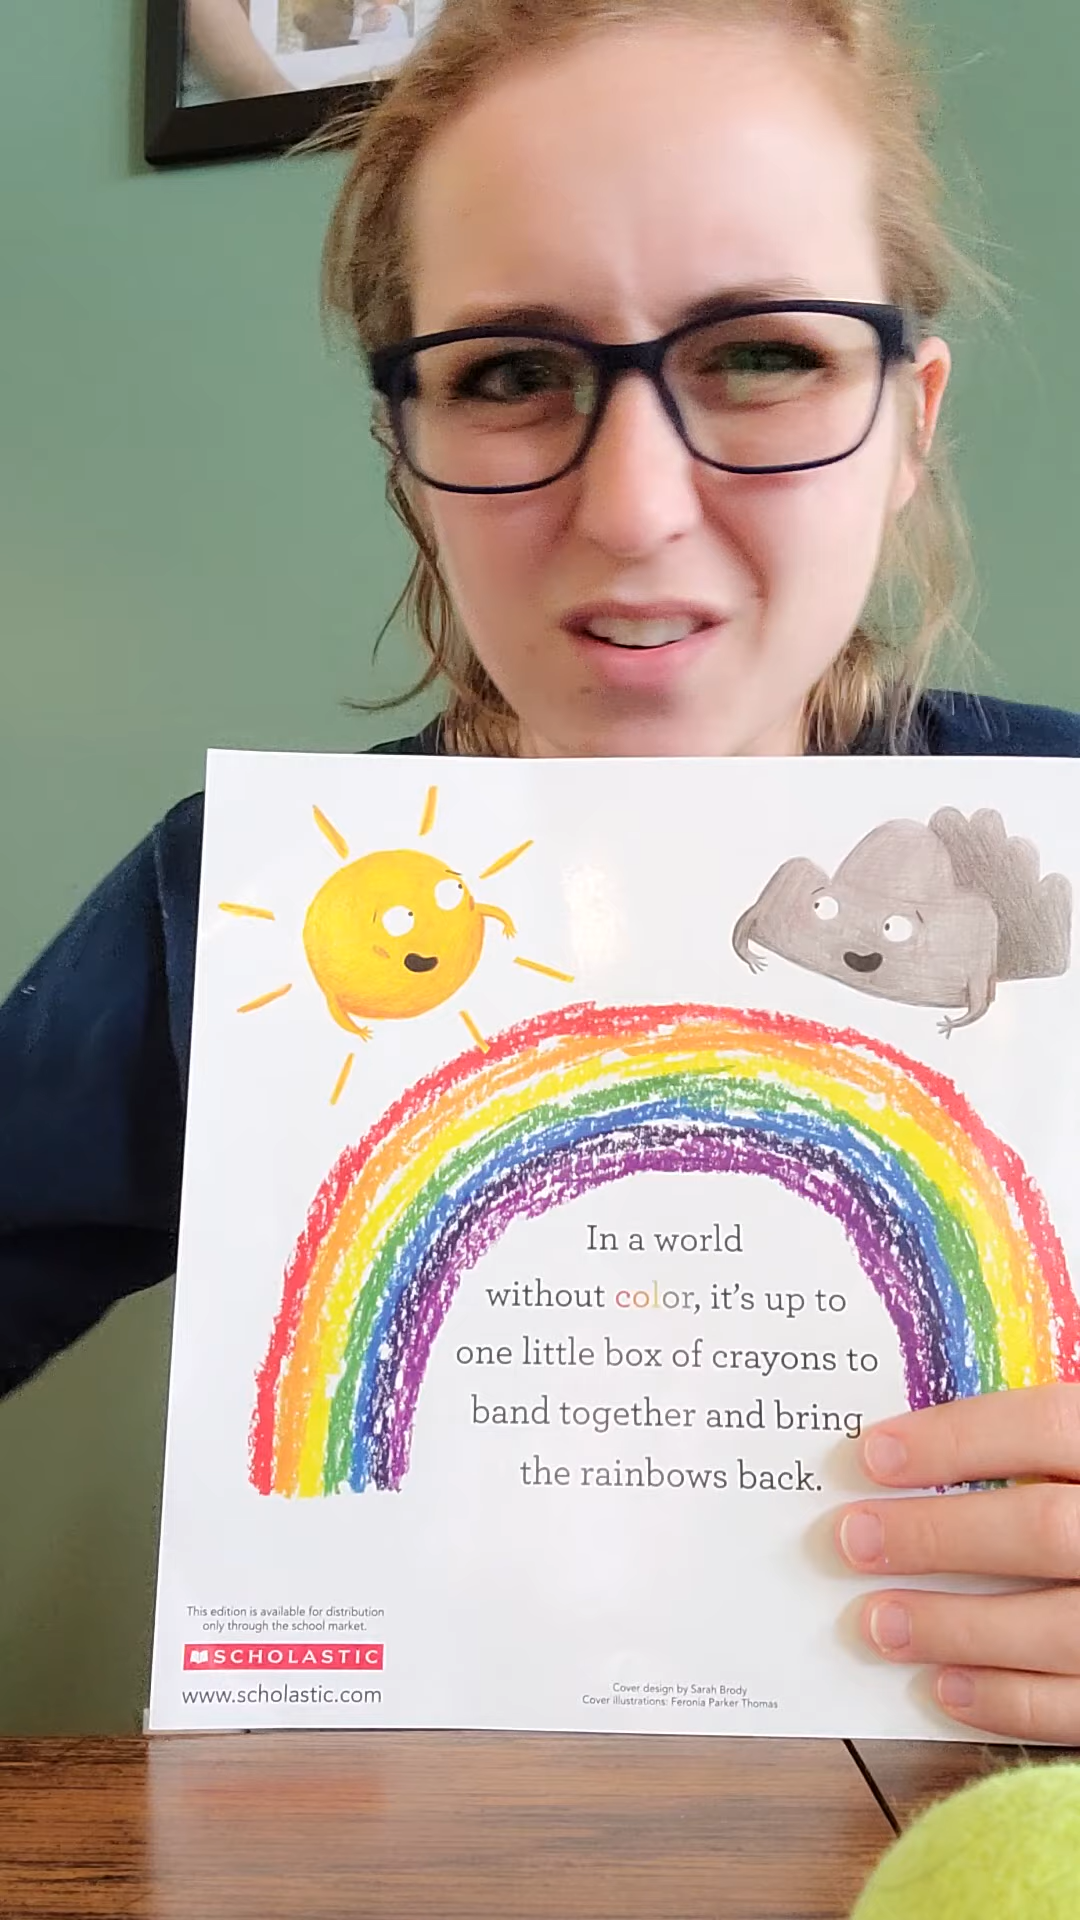 In a world
without color, it's up to
one little box of crayons to
band together and bring
the rainbows back.
This edition is available for distribution
only through the school market.
SCHOLASTIC
www.scholastic.com
Cover design by Sarah Brody
Cover illustrations: Feronia Parker Thomas